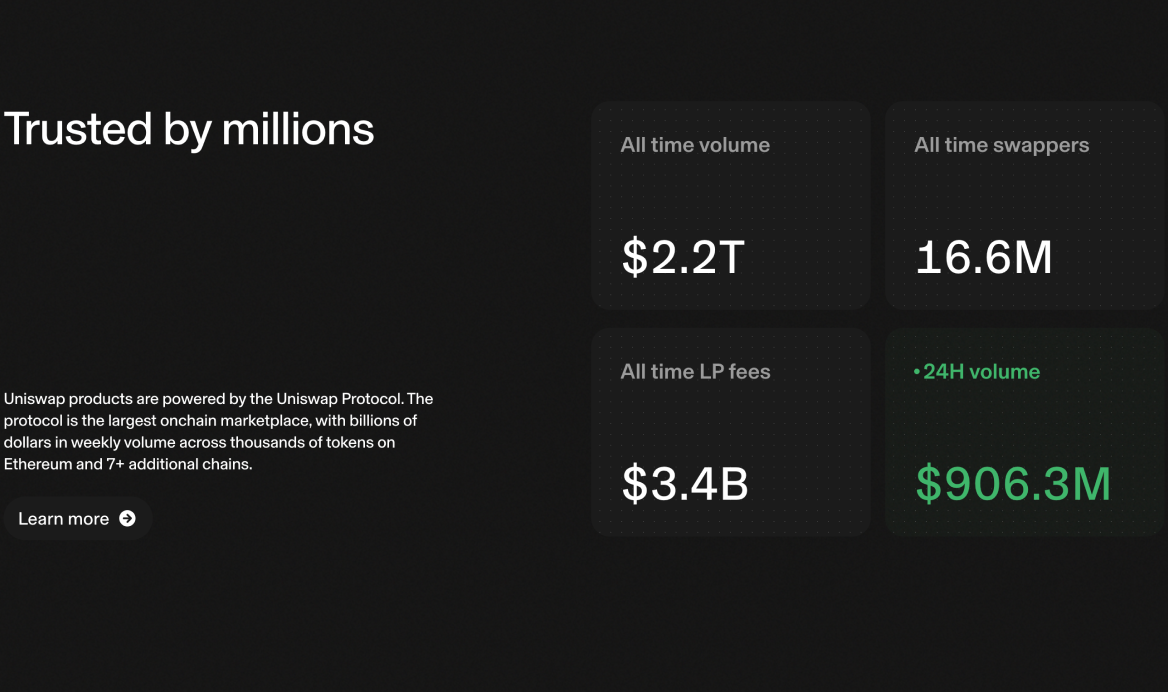 Trusted by millions
Uniswap products are powered by the Uniswap Protocol. The
protocol is the largest onchain marketplace, with billions of
dollars in weekly volume across thousands of tokens on
Ethereum and 7+ additional chains.
Learn more
All time volume
$2.2T
All time swappers
16.6M
All time LP fees
$3.4B
•24H volume
$906.3M